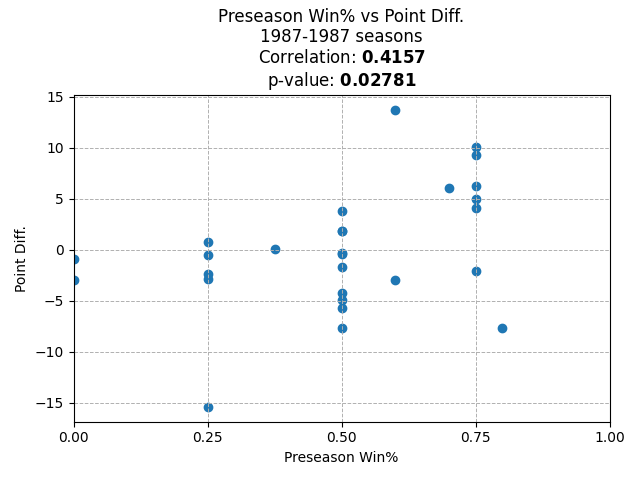 Preseason Win% vs Point Diff.
1987-1987 seasons
Correlation: 0.4157
p-value: 0.02781
15
10
5
0
−5
−10
−15
Point Diff.
0.00 0.25 0.50 0.75 1.00
Preseason Win%